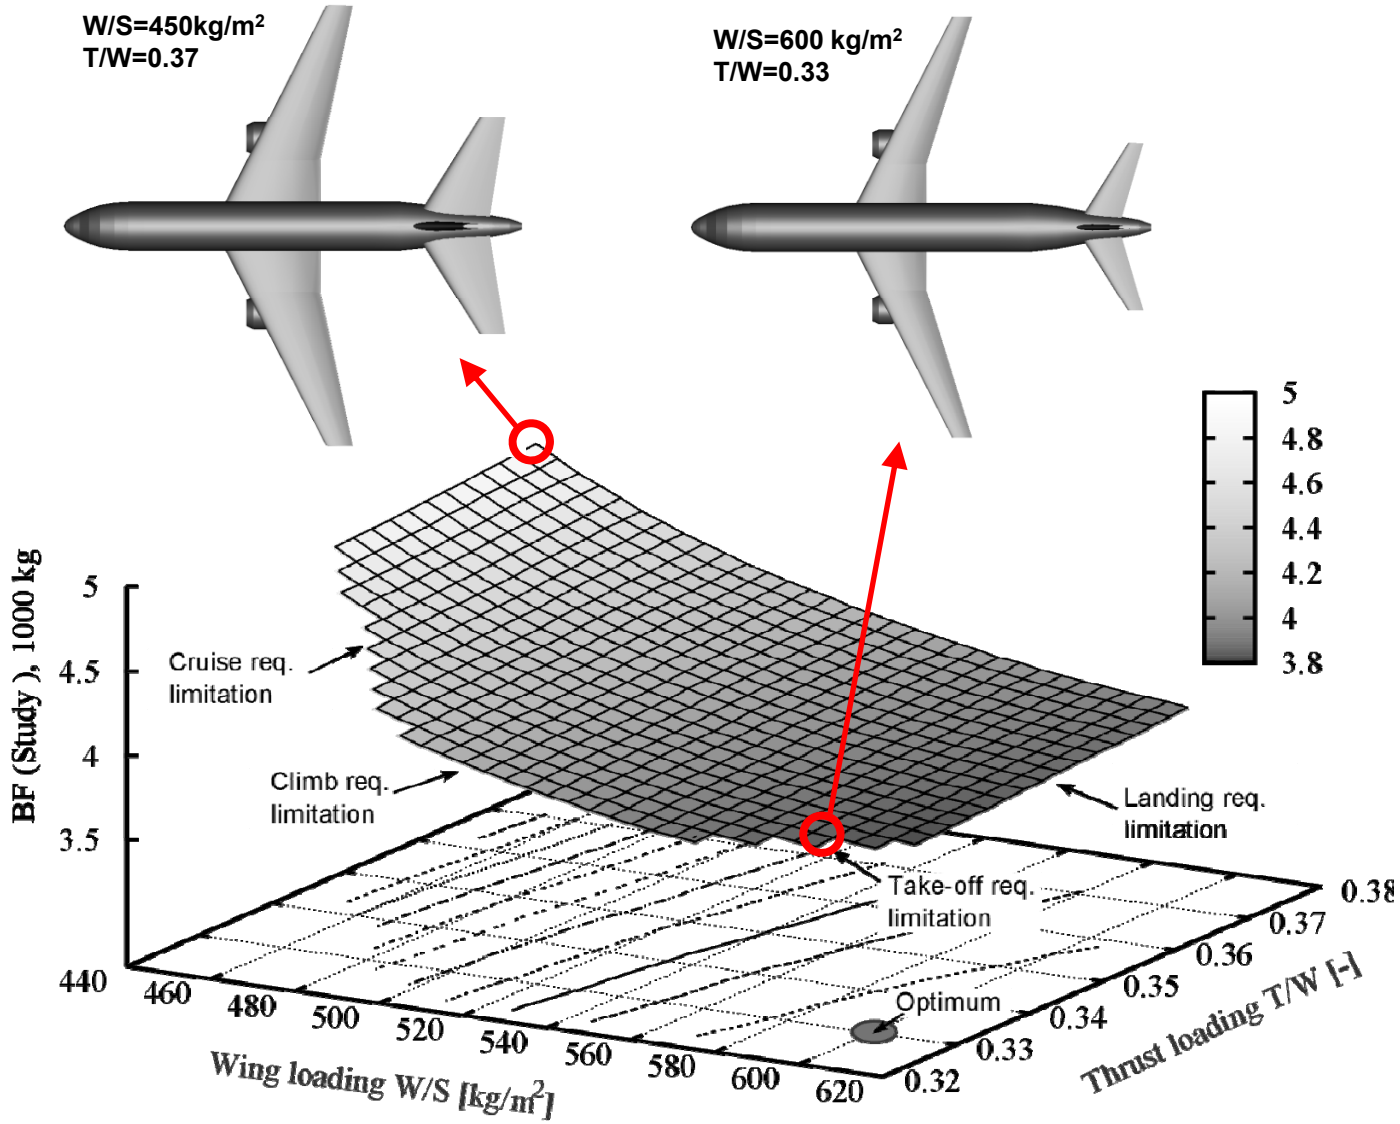 W/S=450kg/m²
T/W=0.37
W/S=600 kg/m²
T/W=0.33
5
4.8
4.6
4.4
4.2
4
3.8
BF (Study ), 1000 kg
5
4.5
4
3.5
Cruise req.
limitation
Climb req.
limitation
Landing req.
limitation
Take-off req.
limitation
Optimum
440
460
480
500
520
540
560
580
600
620
Wing loading W/S [kg/m²]
0.32
0.33
0.34
0.35
0.36
0.37
0.38
Thrust loading T/W [-]